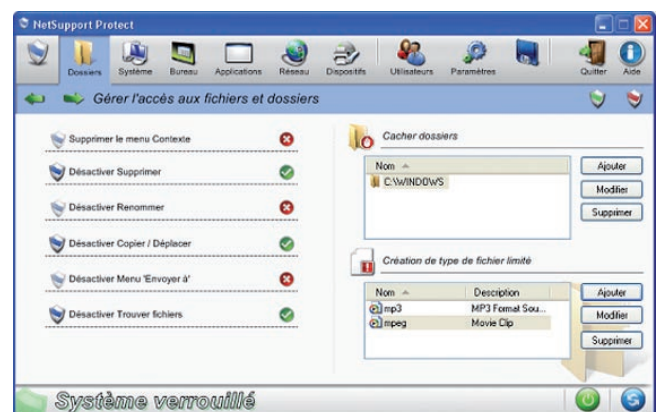 NetSupport Protect
Dossiers Système Bureau Applications Réseau Dispositifs Utilisateurs Paramètres Quitter Aide
Gérer l'accès aux fichiers et dossiers
Supprimer le menu Contexte
Désactiver Supprimer
Désactiver Renommer
Désactiver Copier / Déplacer
Désactiver Menu 'Envoyer à'
Désactiver Trouver fichiers
Cacher dossiers
Nom
C:\WINDOWS
Ajouter
Modifier
Supprimer
Création de type de fichier limité
Nom Description
mp3 MP3 Format Sou...
mpeg Movie Clip
Ajouter
Modifier
Supprimer
Système verrouillé